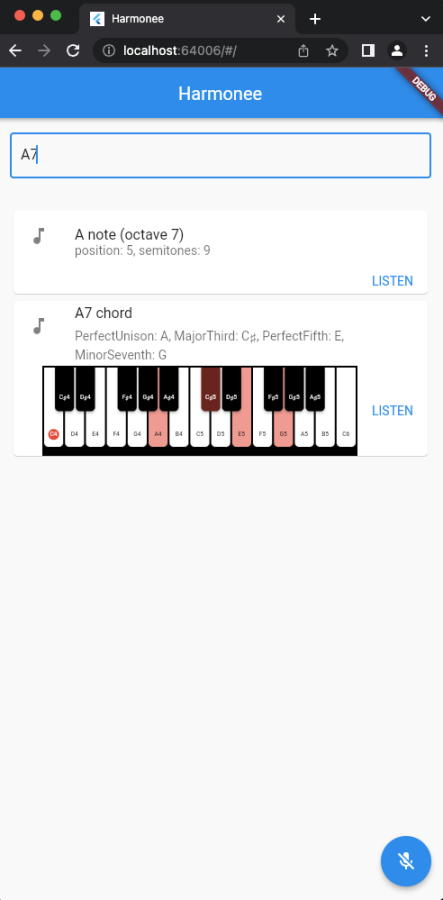 Harmonee
localhost:64006/#/
Harmonee
DEBUG
A7
A note (octave 7)
position: 5, semitones: 9
LISTEN
A7 chord
PerfectUnison: A, MajorThird: C♯, PerfectFifth: E,
MinorSeventh: G
C♯4 D♯4 F♯4 G♯4 A♯4 C♯5 D♯5 F♯5 G♯5 A♯5
LISTEN
C4 D4 E4 F4 G4 A4 B4 C5 D5 E5 F5 G5 A5 B5 C6